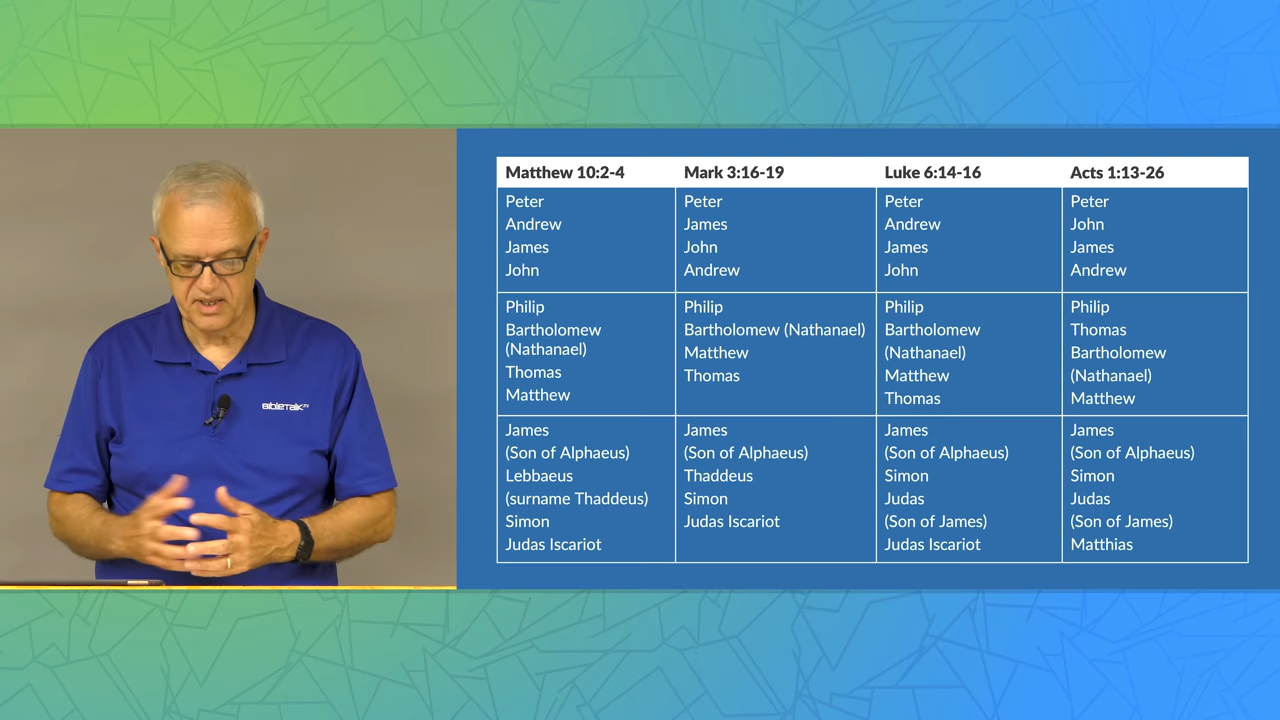 BibleTalk TV
Matthew 10:2-4
Mark 3:16-19
Luke 6:14-16
Acts 1:13-26
Peter
Andrew
James
John
Peter
James
John
Andrew
Peter
Andrew
James
John
Peter
John
James
Andrew
Philip
Bartholomew
(Nathanael)
Thomas
Matthew
Philip
Bartholomew (Nathanael)
Matthew
Thomas
Philip
Bartholomew
(Nathanael)
Matthew
Thomas
Philip
Thomas
Bartholomew
(Nathanael)
Matthew
James
(Son of Alphaeus)
Lebbaeus
(surname Thaddeus)
Simon
Judas Iscariot
James
(Son of Alphaeus)
Thaddeus
Simon
Judas Iscariot
James
(Son of Alphaeus)
Simon
Judas
(Son of James)
Judas Iscariot
James
(Son of Alphaeus)
Simon
Judas
(Son of James)
Matthias